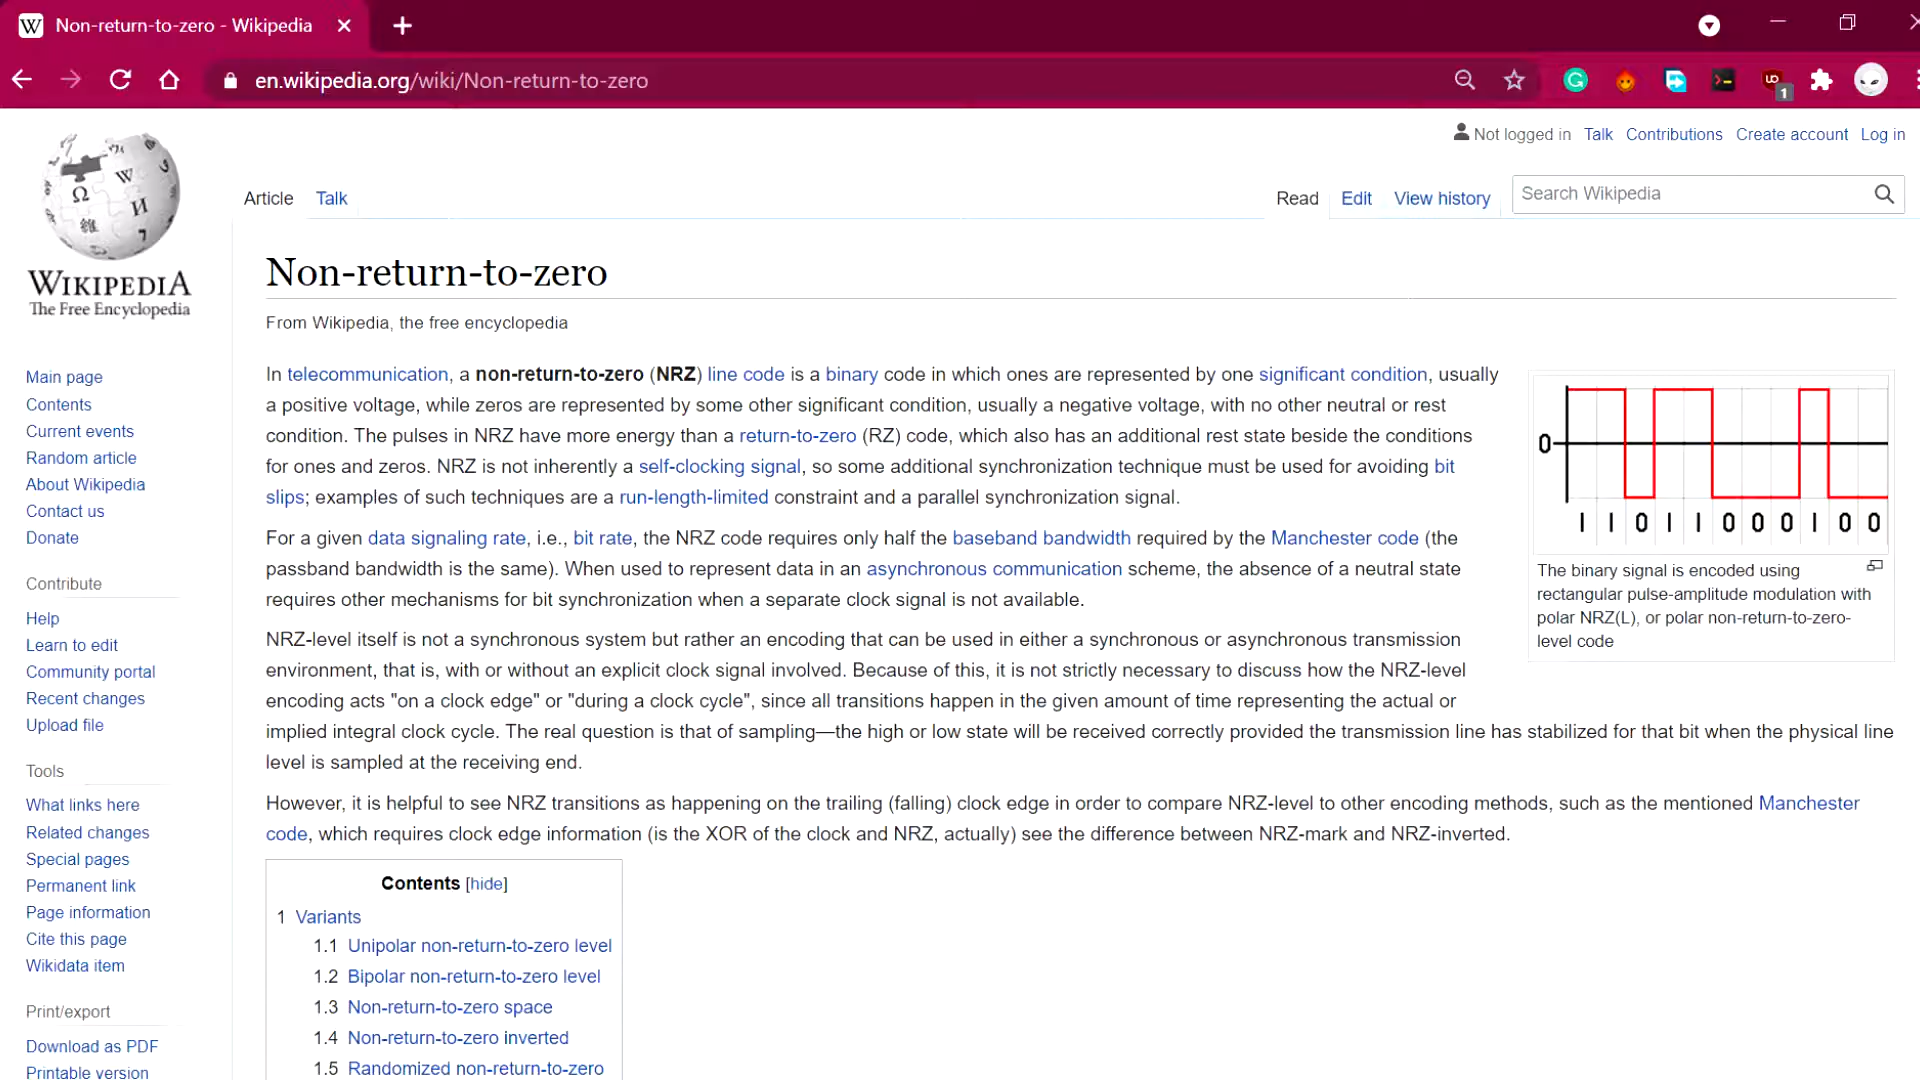 Non-return-to-zero - Wikipedia
en.wikipedia.org/wiki/Non-return-to-zero
1
Not logged in Talk Contributions Create account Log in
Article Talk
Read Edit View history
Search Wikipedia
WIKIPEDIA
The Free Encyclopedia
Main page
Contents
Current events
Random article
About Wikipedia
Contact us
Donate
Contribute
Help
Learn to edit
Community portal
Recent changes
Upload file
Tools
What links here
Related changes
Special pages
Permanent link
Page information
Cite this page
Wikidata item
Print/export
Download as PDF
Printable version
Non-return-to-zero
From Wikipedia, the free encyclopedia
In telecommunication, a non-return-to-zero (NRZ) line code is a binary code in which ones are represented by one significant condition, usually
a positive voltage, while zeros are represented by some other significant condition, usually a negative voltage, with no other neutral or rest
condition. The pulses in NRZ have more energy than a return-to-zero (RZ) code, which also has an additional rest state beside the conditions
for ones and zeros. NRZ is not inherently a self-clocking signal, so some additional synchronization technique must be used for avoiding bit
slips; examples of such techniques are a run-length-limited constraint and a parallel synchronization signal.
For a given data signaling rate, i.e., bit rate, the NRZ code requires only half the baseband bandwidth required by the Manchester code (the
passband bandwidth is the same). When used to represent data in an asynchronous communication scheme, the absence of a neutral state
requires other mechanisms for bit synchronization when a separate clock signal is not available.
NRZ-level itself is not a synchronous system but rather an encoding that can be used in either a synchronous or asynchronous transmission
environment, that is, with or without an explicit clock signal involved. Because of this, it is not strictly necessary to discuss how the NRZ-level
encoding acts "on a clock edge" or "during a clock cycle", since all transitions happen in the given amount of time representing the actual or
implied integral clock cycle. The real question is that of sampling—the high or low state will be received correctly provided the transmission line has stabilized for that bit when the physical line
level is sampled at the receiving end.
However, it is helpful to see NRZ transitions as happening on the trailing (falling) clock edge in order to compare NRZ-level to other encoding methods, such as the mentioned Manchester
code, which requires clock edge information (is the XOR of the clock and NRZ, actually) see the difference between NRZ-mark and NRZ-inverted.
0
1 1 0 1 1 0 0 0 1 0 0
The binary signal is encoded using
rectangular pulse-amplitude modulation with
polar NRZ(L), or polar non-return-to-zero-
level code
Contents [hide]
1 Variants
1.1 Unipolar non-return-to-zero level
1.2 Bipolar non-return-to-zero level
1.3 Non-return-to-zero space
1.4 Non-return-to-zero inverted
1.5 Randomized non-return-to-zero